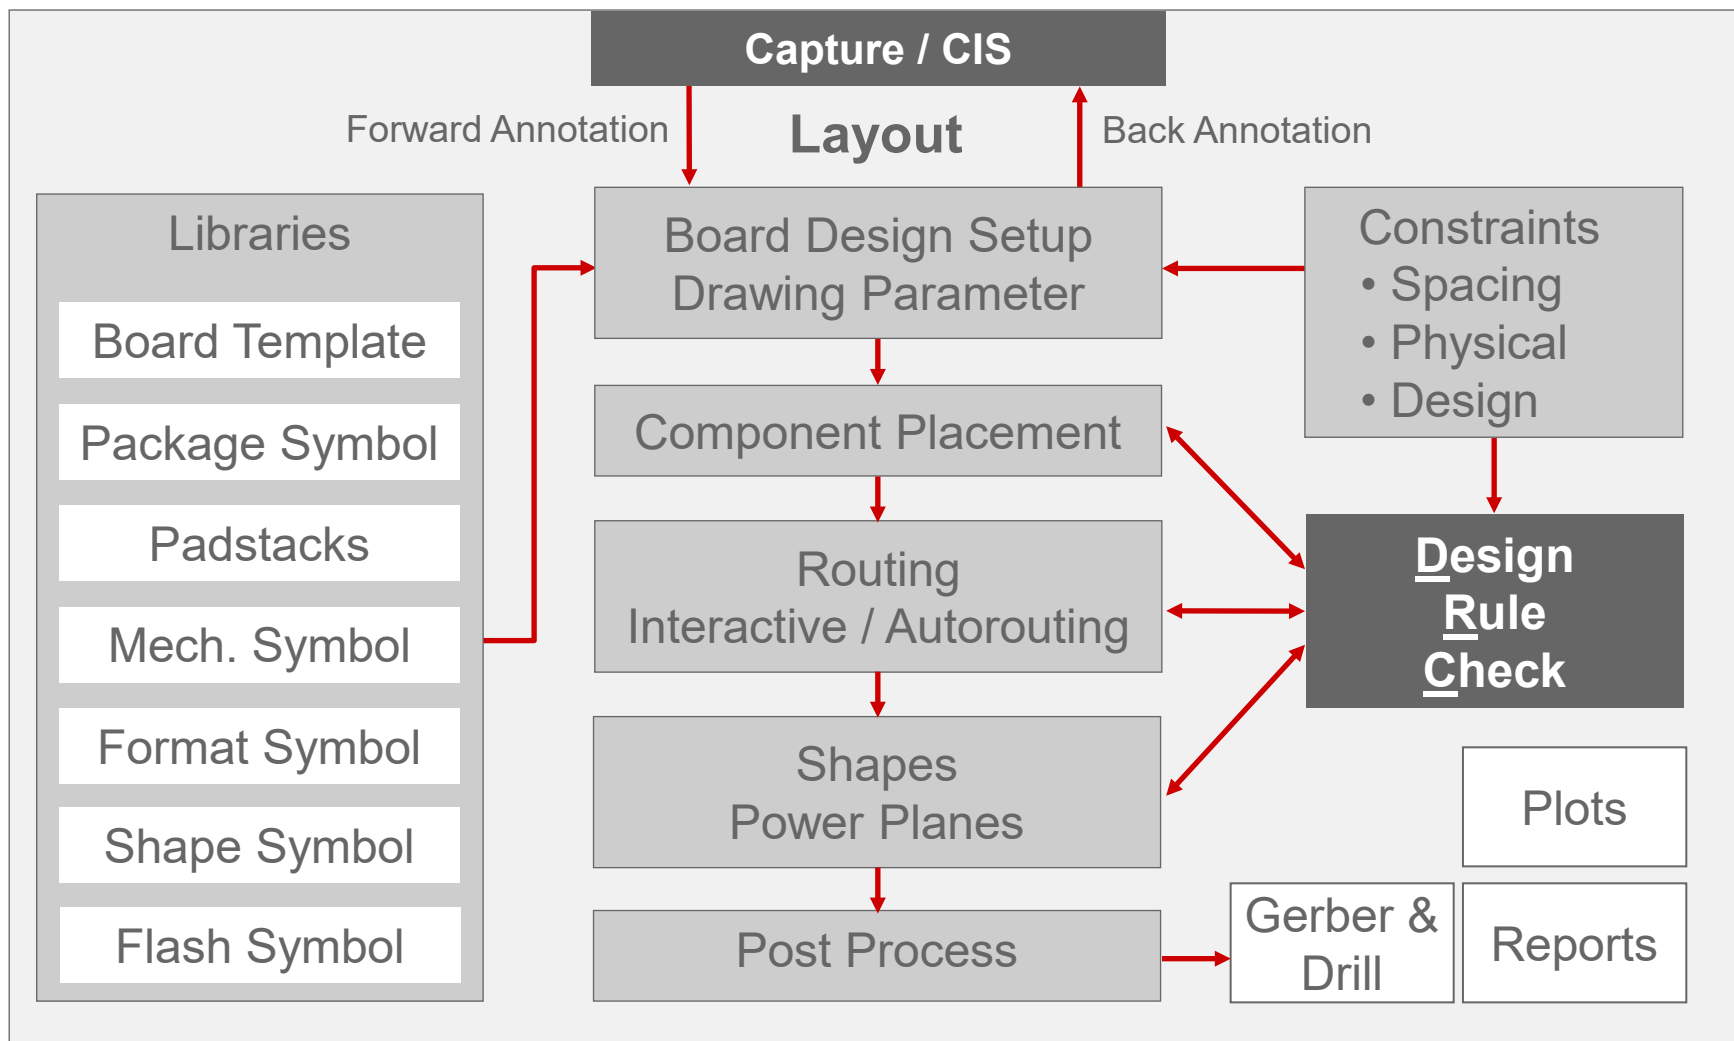 Capture / CIS
Forward Annotation
Layout
Back Annotation
Libraries
Board Template
Package Symbol
Padstacks
Mech. Symbol
Format Symbol
Shape Symbol
Flash Symbol
Board Design Setup
Drawing Parameter
Component Placement
Routing
Interactive / Autorouting
Shapes
Power Planes
Post Process
Constraints
• Spacing
• Physical
• Design
Design
Rule
Check
Plots
Gerber &
Drill
Reports